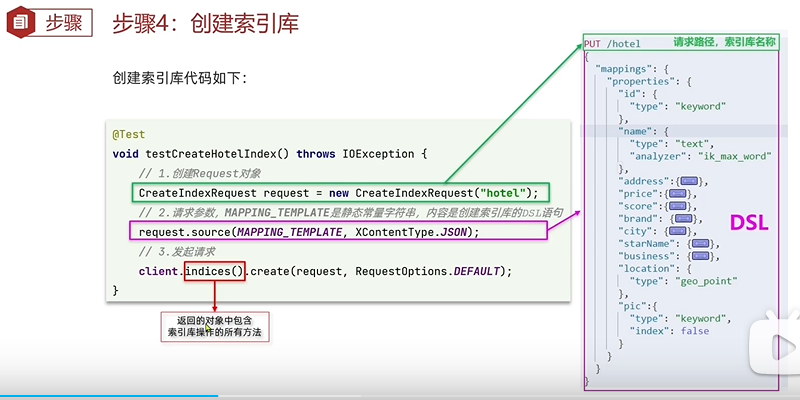 步骤
步骤4：创建索引库
创建索引库代码如下：
@Test
void testCreateHotelIndex() throws IOException {
// 1.创建Request对象
CreateIndexRequest request = new CreateIndexRequest("hotel");
// 2.请求参数，MAPPING_TEMPLATE是静态常量字符串，内容是创建索引库的DSL语句
request.source(MAPPING_TEMPLATE, XContentType.JSON);
// 3.发起请求
client.indices().create(request, RequestOptions.DEFAULT);
}
返回的对象中包含
索引库操作的所有方法
PUT /hotel 请求路径，索引库名称
{
"mappings": {
"properties": {
"id": {
"type": "keyword"
},
"name": {
"type": "text",
"analyzer": "ik_max_word"
},
"address":{},
"price":{},
"score":{},
"brand": {},
"city": {},
"starName": {},
"business": {},
"location": {
"type": "geo_point"
},
"pic":{
"type": "keyword",
"index": false
}
}
}
}
DSL